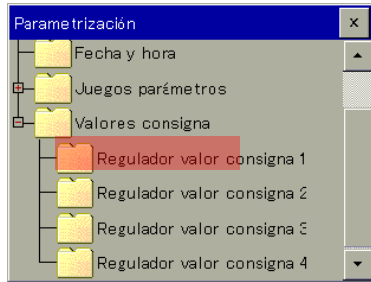 Parametrización
Fecha y hora
Juegos parámetros
Valores consigna
Regulador valor consigna 1
Regulador valor consigna 2
Regulador valor consigna 3
Regulador valor consigna 4